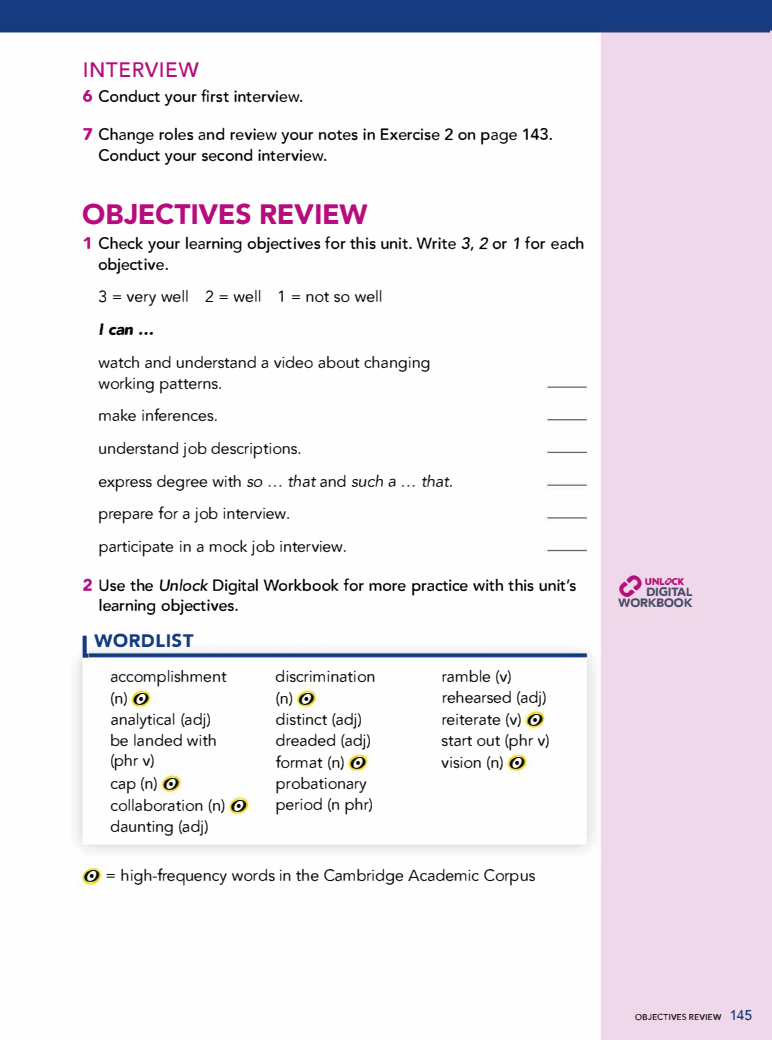 INTERVIEW
6 Conduct your first interview.
7 Change roles and review your notes in Exercise 2 on page 143.
Conduct your second interview.
OBJECTIVES REVIEW
1 Check your learning objectives for this unit. Write 3, 2 or 1 for each
objective.
3 = very well 2 = well 1 = not so well
I can ...
watch and understand a video about changing
working patterns.
make inferences.
understand job descriptions.
express degree with so ... that and such a ... that.
prepare for a job interview.
participate in a mock job interview.
2 Use the Unlock Digital Workbook for more practice with this unit's
learning objectives.
UNLOCK
DIGITAL
WORKBOOK
WORDLIST
accomplishment
(n)
analytical (adj)
be landed with
(phr v)
cap (n)
collaboration (n)
daunting (adj)
discrimination
(n)
distinct (adj)
dreaded (adj)
format (n)
probationary
period (n phr)
ramble (v)
rehearsed (adj)
reiterate (v)
start out (phr v)
vision (n)
= high-frequency words in the Cambridge Academic Corpus
OBJECTIVES REVIEW 145